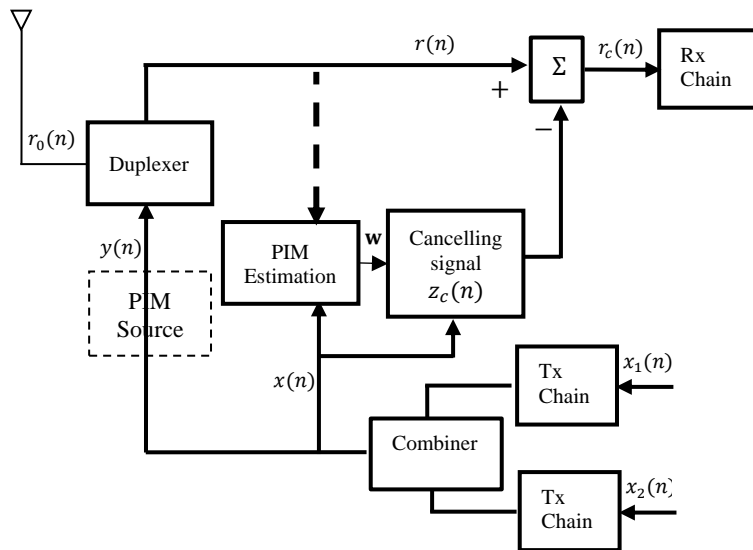 r(n)
Σ
r_c(n)
Rx
Chain
+
−
r_0(n)
Duplexer
y(n)
PIM
Estimation
w
Cancelling
signal
z_c(n)
PIM
Source
x(n)
Tx
Chain
x_1(n)
Combiner
Tx
Chain
x_2(n)